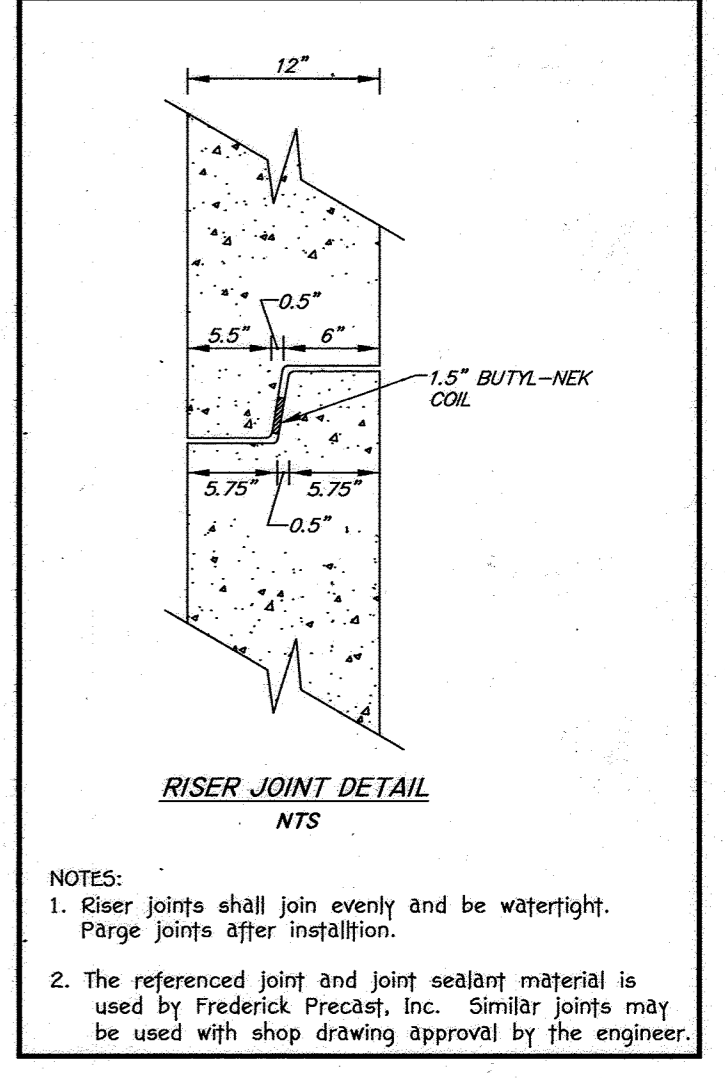 12"
0.5"
5.5" 6"
1.5" BUTYL-NEK
COIL
5.75" 5.75"
0.5"
RISER JOINT DETAIL
NTS
NOTES:
1. Riser joints shall join evenly and be watertight.
Parge joints after installtion.
2. The referenced joint and joint sealant material is
used by Frederick Precast, Inc. Similar joints may
be used with shop drawing approval by the engineer.